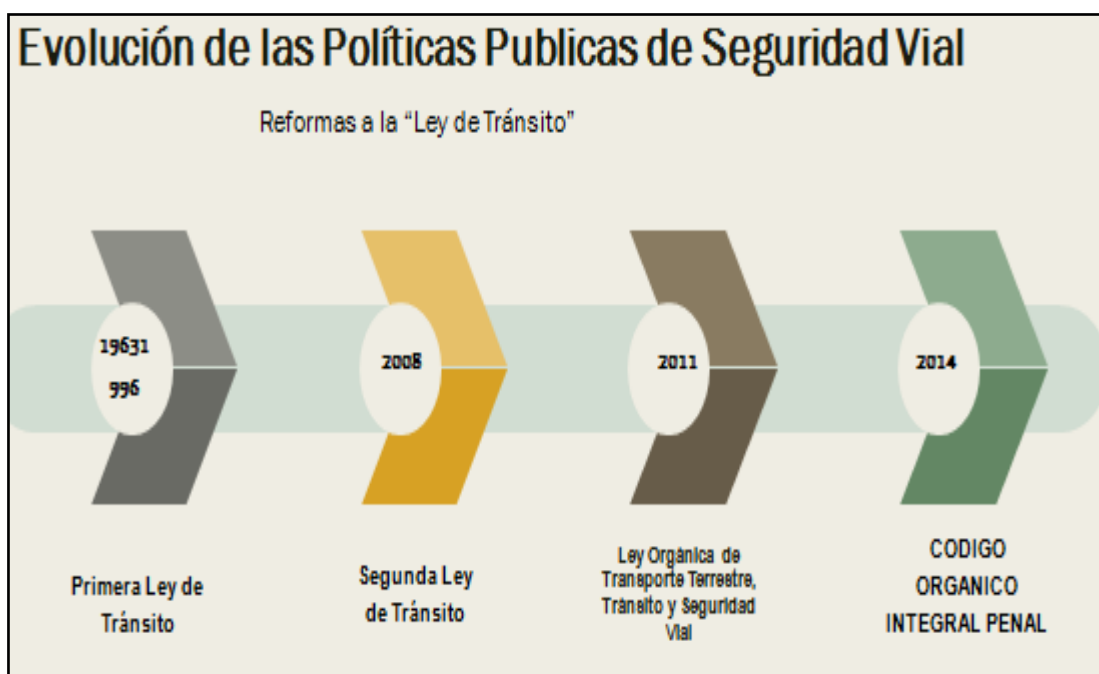 Evolución de las Políticas Publicas de Seguridad Vial
Reformas a la “Ley de Tránsito”
19631
996
2008
2011
2014
Primera Ley de
Tránsito
Segunda Ley
de Tránsito
Ley Orgánica de
Transporte Terrestre,
Tránsito y Seguridad
Vial
CODIGO
ORGANICO
INTEGRAL PENAL